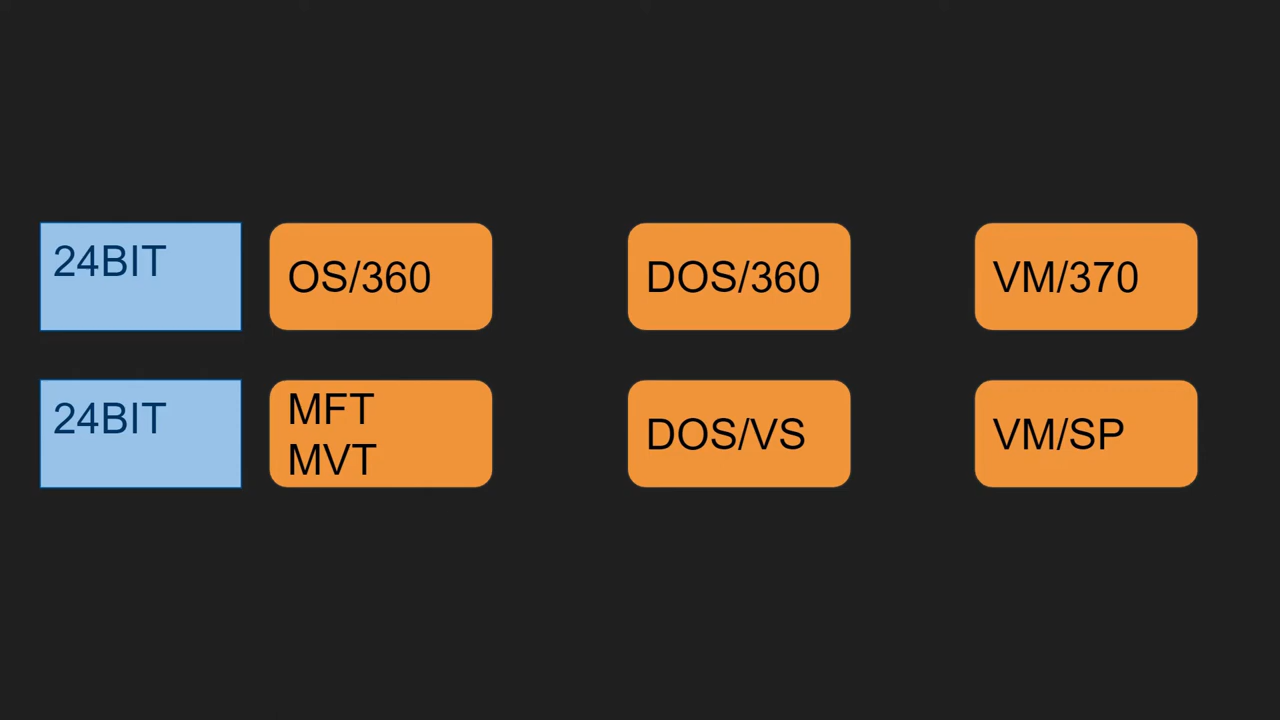 24BIT
OS/360
DOS/360
VM/370
24BIT
MFT
MVT
DOS/VS
VM/SP